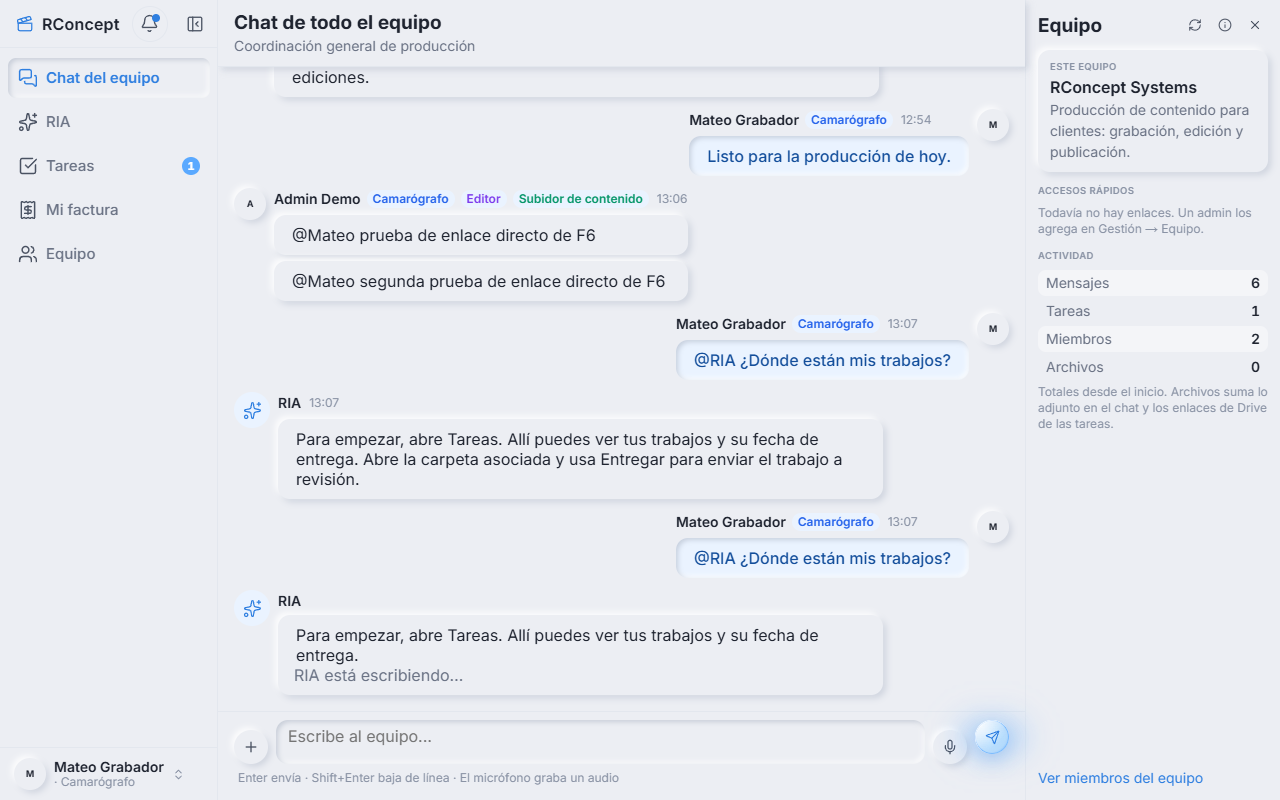 RConcept
Chat del equipo
RIA
Tareas
1
Mi factura
Equipo
M
Mateo Grabador
· Camarógrafo
Chat de todo el equipo
Coordinación general de producción
ediciones.
Mateo Grabador Camarógrafo 12:54
M
Listo para la producción de hoy.
A
Admin Demo Camarógrafo Editor Subidor de contenido 13:06
@Mateo prueba de enlace directo de F6
@Mateo segunda prueba de enlace directo de F6
Mateo Grabador Camarógrafo 13:07
M
@RIA ¿Dónde están mis trabajos?
RIA 13:07
Para empezar, abre Tareas. Allí puedes ver tus trabajos y su fecha de
entrega. Abre la carpeta asociada y usa Entregar para enviar el trabajo a
revisión.
Mateo Grabador Camarógrafo 13:07
M
@RIA ¿Dónde están mis trabajos?
RIA
Para empezar, abre Tareas. Allí puedes ver tus trabajos y su fecha de
entrega.
RIA está escribiendo...
Escribe al equipo...
Enter envía · Shift+Enter baja de línea · El micrófono graba un audio
Equipo
ESTE EQUIPO
RConcept Systems
Producción de contenido para
clientes: grabación, edición y
publicación.
ACCESOS RÁPIDOS
Todavía no hay enlaces. Un admin los
agrega en Gestión → Equipo.
ACTIVIDAD
Mensajes 6
Tareas 1
Miembros 2
Archivos 0
Totales desde el inicio. Archivos suma lo
adjunto en el chat y los enlaces de Drive
de las tareas.
Ver miembros del equipo